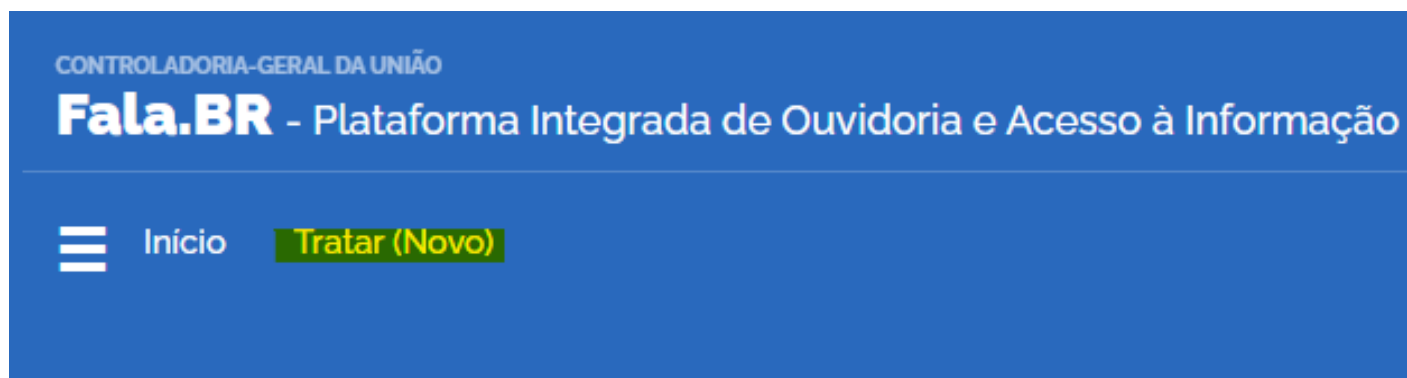 CONTROLADORIA-GERAL DA UNIÃO
Fala.BR - Plataforma Integrada de Ouvidoria e Acesso à Informação
Início Tratar (Novo)